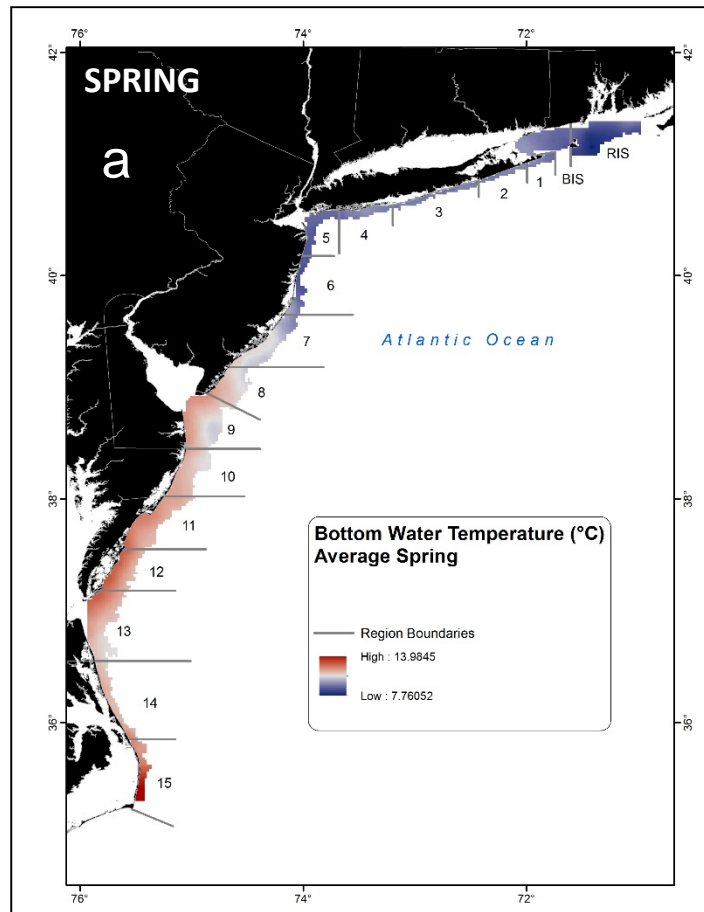 76°
74°
72°
42°
42°
SPRING
a
RIS
BIS
1
2
3
4
5
40°
40°
6
7
Atlantic Ocean
8
9
10
38°
38°
11
Bottom Water Temperature (°C)
Average Spring
12
Region Boundaries
13
High : 13.9845
Low : 7.76052
14
36°
36°
15
76°
74°
72°